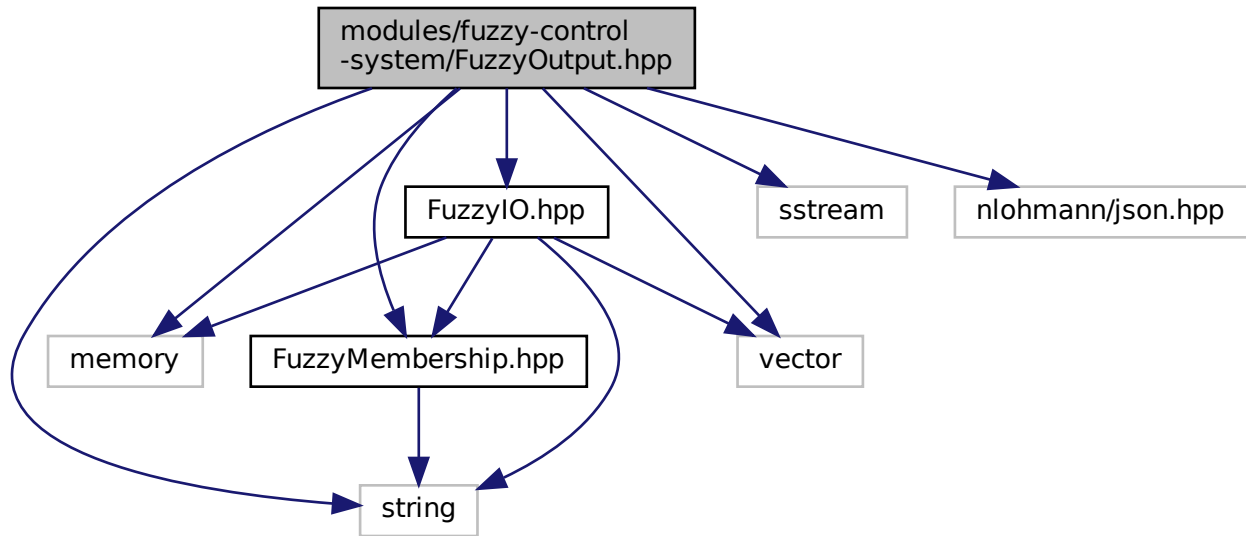 modules/fuzzy-control
-system/FuzzyOutput.hpp
FuzzyIO.hpp
sstream
nlohmann/json.hpp
memory
FuzzyMembership.hpp
vector
string